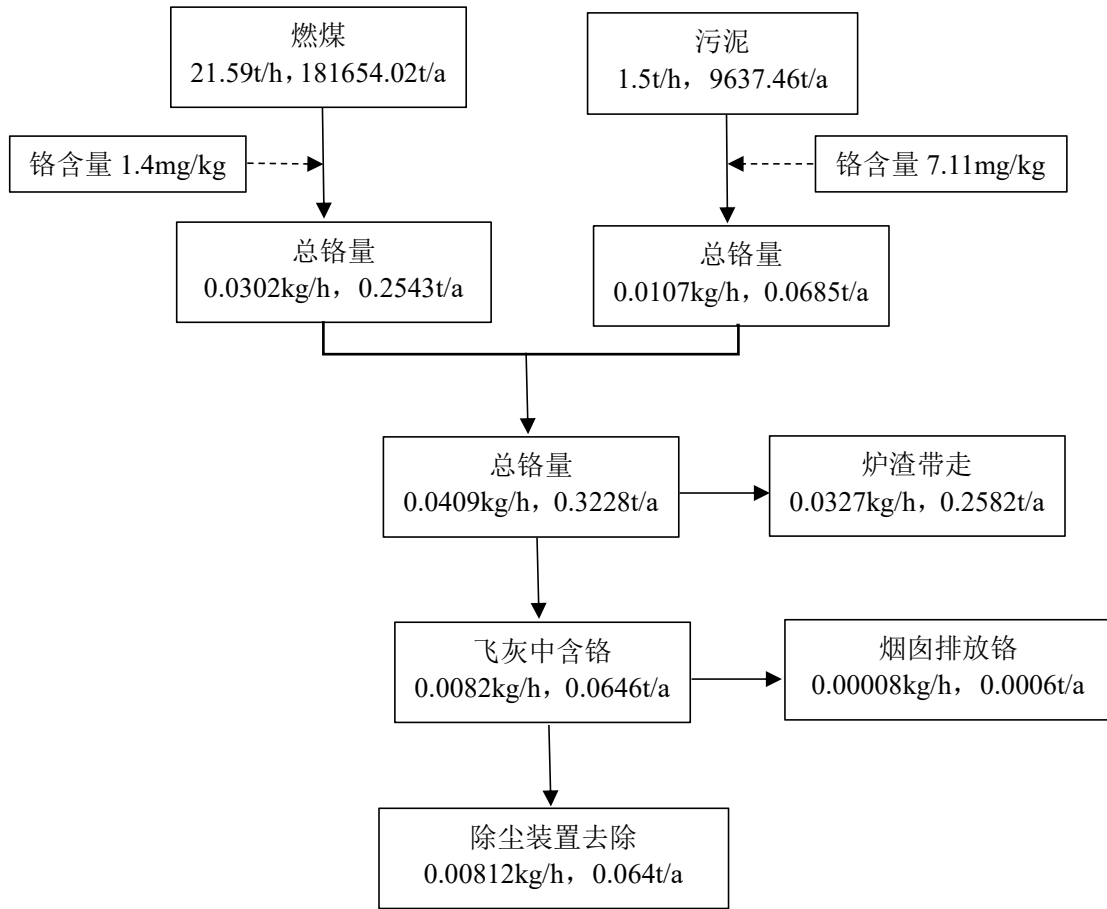 燃煤
21.59t/h，181654.02t/a
污泥
1.5t/h，9637.46t/a
铬含量 1.4mg/kg
铬含量 7.11mg/kg
总铬量
0.0302kg/h，0.2543t/a
总铬量
0.0107kg/h，0.0685t/a
总铬量
0.0409kg/h，0.3228t/a
炉渣带走
0.0327kg/h，0.2582t/a
飞灰中含铬
0.0082kg/h，0.0646t/a
烟囱排放铬
0.00008kg/h，0.0006t/a
除尘装置去除
0.00812kg/h，0.064t/a